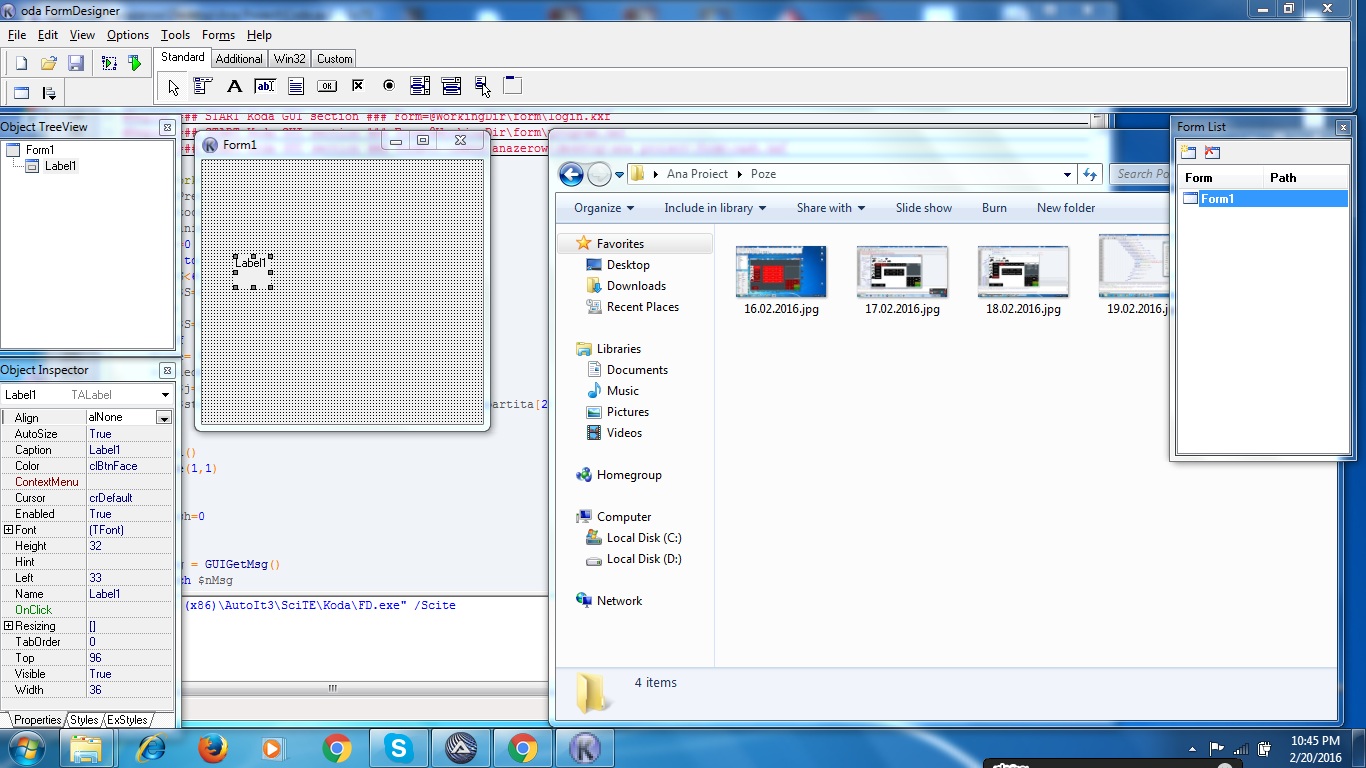 oda FormDesigner
File Edit View Options Tools Forms Help
Standard Additional Win32 Custom
A ab OK
## START Koda GUI section ### Form=@WorkingDir\form\login.kxf
Object TreeView
Form1
Label1
Form1
Label1
Object Inspector
Label1 TALabel
Align alNone
AutoSize True
Caption Label1
Color clBtnFace
ContextMenu
Cursor crDefault
Enabled True
Font (TFont)
Height 32
Hint
Left 33
Name Label1
OnClick
Resizing []
TabOrder 0
Top 96
Visible True
Width 36
Properties Styles ExStyles
artita[2
()
(1,1)
h=0
= GUIGetMsg()
ch $nMsg
(x86)\AutoIt3\SciTE\Koda\FD.exe" /Scite
Ana Proiect Poze
Search Po
Organize Include in library Share with Slide show Burn New folder
Favorites
Desktop
Downloads
Recent Places
Libraries
Documents
Music
Pictures
Videos
Homegroup
Computer
Local Disk (C:)
Local Disk (D:)
Network
16.02.2016.jpg 17.02.2016.jpg 18.02.2016.jpg 19.02.2016.j
4 items
Form List
Form Path
Form1
10:45 PM
2/20/2016